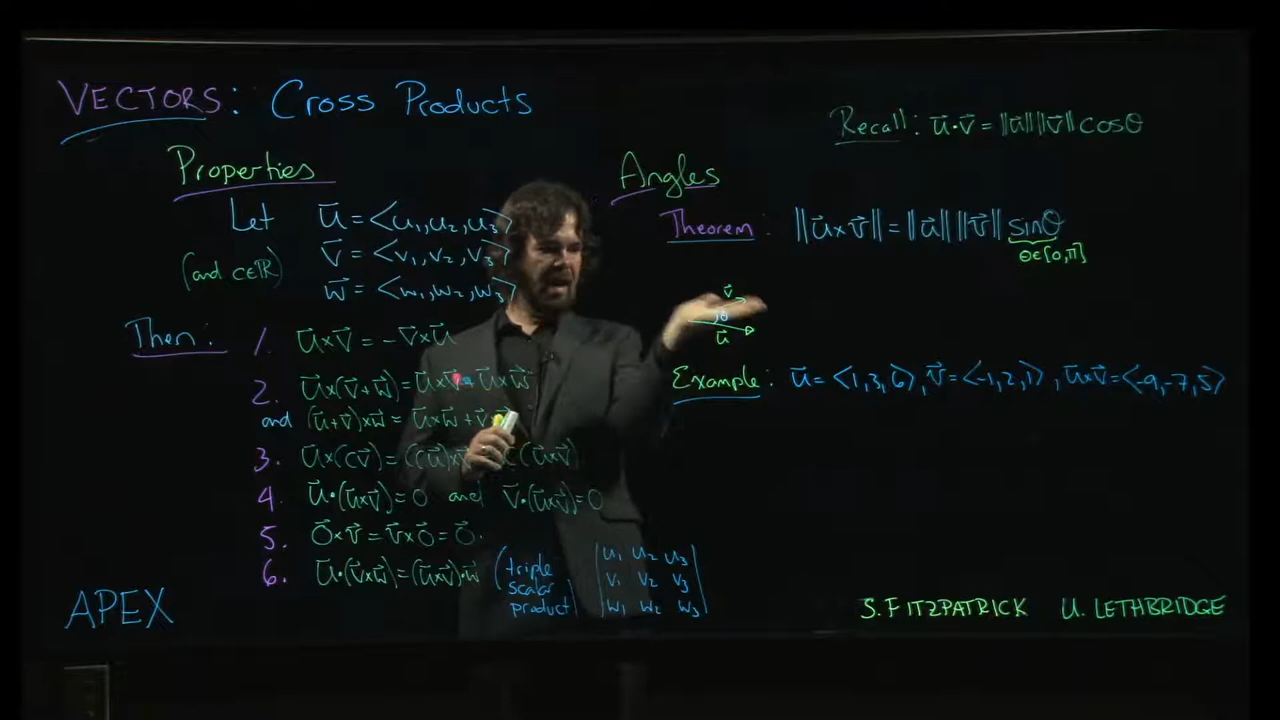 VECTORS: Cross Products
Recall: u⃗·v⃗ = ‖u⃗‖‖v⃗‖cosθ
Properties
Let u⃗ = <u₁,u₂,u₃>
(and c∈ℝ) v⃗ = <v₁,v₂,v₃>
w⃗ = <w₁,w₂,w₃>
Then: 1. u⃗×v⃗ = -v⃗×u⃗
2. u⃗×(v⃗+w⃗) = u⃗×v⃗ u⃗×w⃗
and (u⃗+v⃗)×w⃗ = u⃗×w⃗ + v⃗
3. u⃗×(cv⃗) = (cu⃗)×v⃗ c(u⃗×v⃗)
4. u⃗·(u⃗×v⃗) = 0 and v⃗·(u⃗×v⃗) = 0
5. 0⃗×v⃗ = v⃗×0⃗ = 0⃗.
6. u⃗·(v⃗×w⃗) = (u⃗×v⃗)·w⃗
(triple
scalar
product)
u₁ u₂ u₃
v₁ v₂ v₃
w₁ w₂ w₃
Angles
Theorem: ‖u⃗×v⃗‖ = ‖u⃗‖‖v⃗‖ sinθ
θ∈[0,π]
v⃗
θ
u⃗
Example: u⃗ = <1,3,6>, v⃗ = <-1,2,1>, u⃗×v⃗ = <-9,-7,5>
APEX
S.FITZPATRICK U. LETHBRIDGE